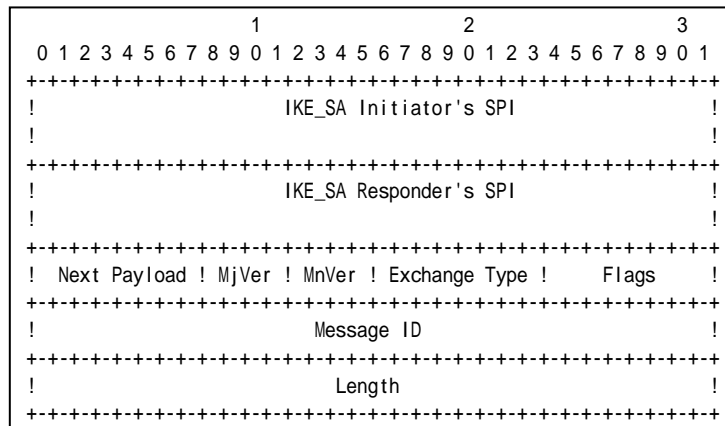 1                   2                   3
 0 1 2 3 4 5 6 7 8 9 0 1 2 3 4 5 6 7 8 9 0 1 2 3 4 5 6 7 8 9 0 1
+-+-+-+-+-+-+-+-+-+-+-+-+-+-+-+-+-+-+-+-+-+-+-+-+-+-+-+-+-+-+-+-+
!                       IKE_SA Initiator's SPI                  !
!                                                               !
+-+-+-+-+-+-+-+-+-+-+-+-+-+-+-+-+-+-+-+-+-+-+-+-+-+-+-+-+-+-+-+-+
!                       IKE_SA Responder's SPI                  !
!                                                               !
+-+-+-+-+-+-+-+-+-+-+-+-+-+-+-+-+-+-+-+-+-+-+-+-+-+-+-+-+-+-+-+-+
!  Next Payload ! MjVer ! MnVer ! Exchange Type !     Flags     !
+-+-+-+-+-+-+-+-+-+-+-+-+-+-+-+-+-+-+-+-+-+-+-+-+-+-+-+-+-+-+-+-+
!                          Message ID                           !
+-+-+-+-+-+-+-+-+-+-+-+-+-+-+-+-+-+-+-+-+-+-+-+-+-+-+-+-+-+-+-+-+
!                            Length                             !
+-+-+-+-+-+-+-+-+-+-+-+-+-+-+-+-+-+-+-+-+-+-+-+-+-+-+-+-+-+-+-+-+